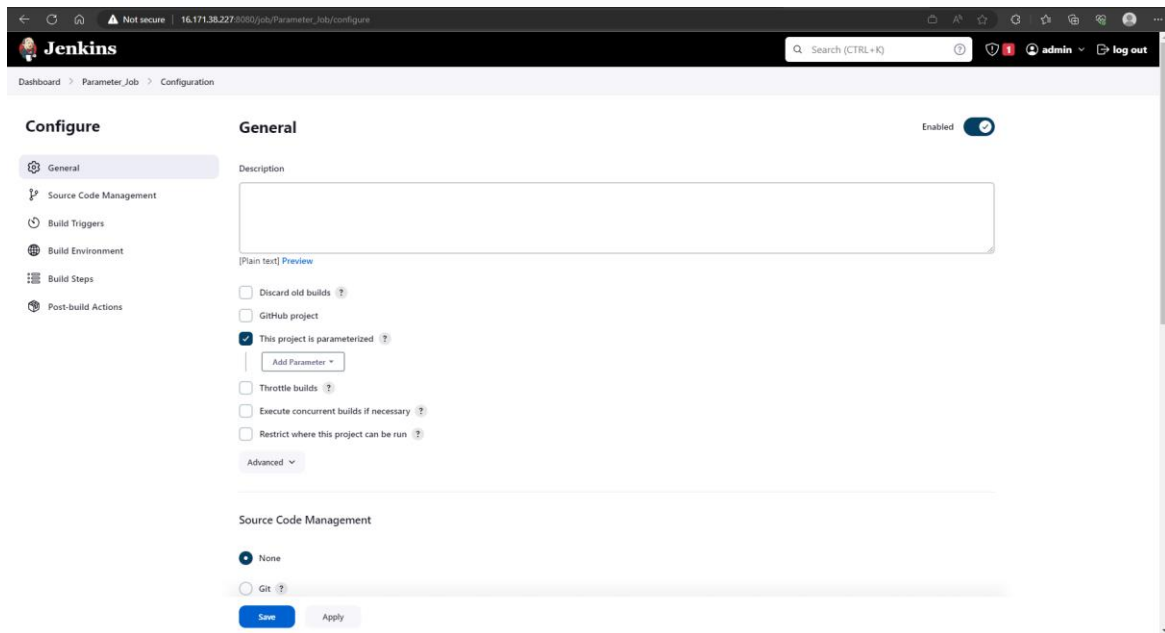 Not secure | 16.171.38.227:8080/job/Parameter_Job/configure
Jenkins
Search (CTRL+K) ? 1 admin log out
Dashboard > Parameter_Job > Configuration
Configure
General
Source Code Management
Build Triggers
Build Environment
Build Steps
Post-build Actions
General
Enabled
Description
[Plain text] Preview
Discard old builds ?
GitHub project
This project is parameterized ?
Add Parameter
Throttle builds ?
Execute concurrent builds if necessary ?
Restrict where this project can be run ?
Advanced
Source Code Management
None
Git ?
Save Apply